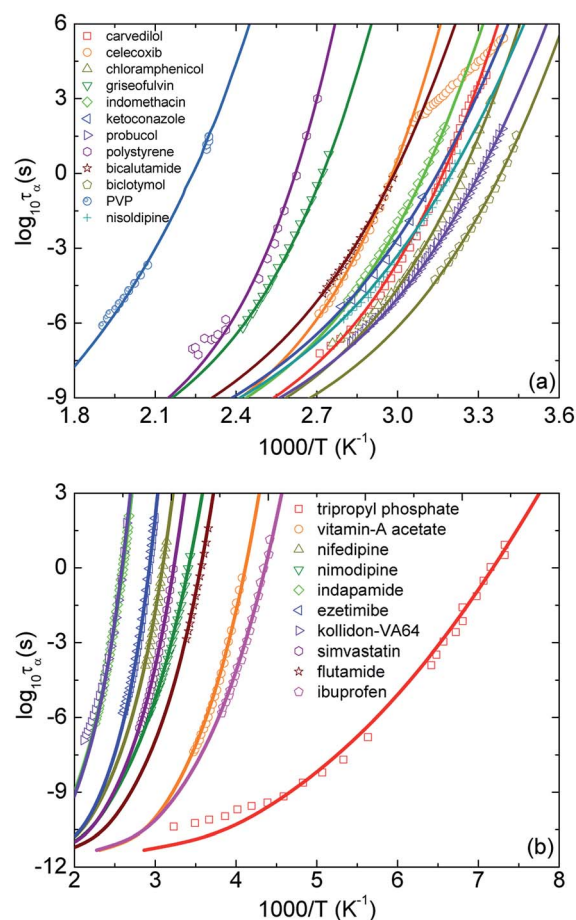 6
3
0
-3
-6
-9
log10 τα(s)
carvedilol
celecoxib
chloramphenicol
griseofulvin
indomethacin
ketoconazole
probucol
polystyrene
bicalutamide
biclotymol
PVP
nisoldipine
(a)
1.8 2.1 2.4 2.7 3.0 3.3 3.6
1000/T (K⁻¹)
3
0
-3
-6
-9
-12
log10 τα(s)
tripropyl phosphate
vitamin-A acetate
nifedipine
nimodipine
indapamide
ezetimibe
kollidon-VA64
simvastatin
flutamide
ibuprofen
(b)
2 3 4 5 6 7 8
1000/T (K⁻¹)